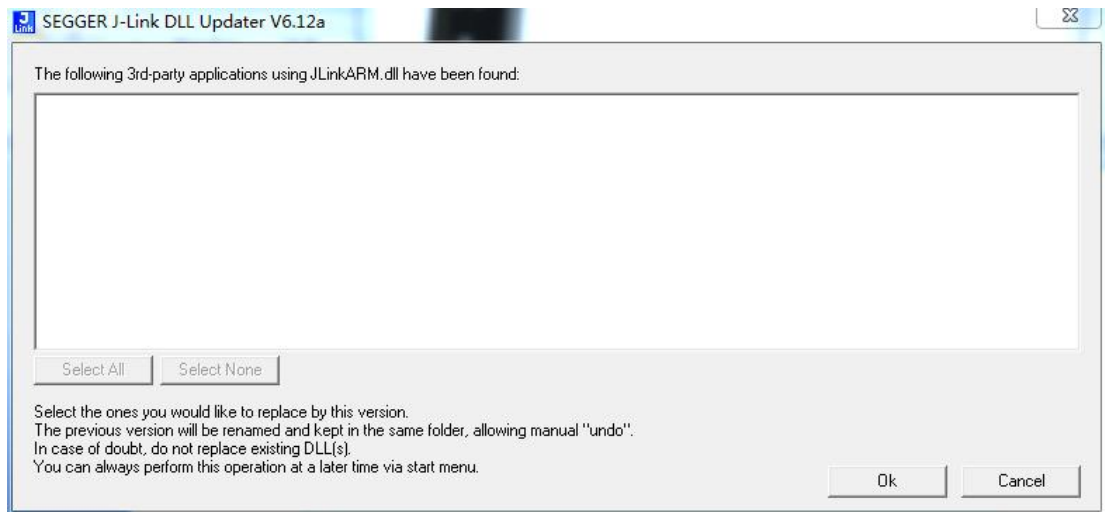 J
Link
SEGGER J-Link DLL Updater V6.12a
The following 3rd-party applications using JLinkARM.dll have been found:
Select All
Select None
Select the ones you would like to replace by this version.
The previous version will be renamed and kept in the same folder, allowing manual "undo".
In case of doubt, do not replace existing DLL(s).
You can always perform this operation at a later time via start menu.
Ok
Cancel